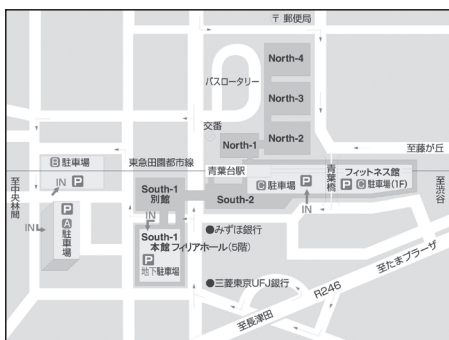 〒 郵便局
North-4
バスロータリー
North-3
交番
North-1
North-2
至藤が丘
B 駐車場
東急田園都市線
青葉台駅
青葉橋
フィットネス館
P C 駐車場(1F)
至渋谷
至中央林間
IN
P
South-1
別館
C 駐車場 P
IN
South-2
IN
P
A
駐車場
IN
South-1
本館フィリアホール(5階)
P
地下駐車場
●みずほ銀行
●三菱東京UFJ銀行
至たまプラーザ
R246
至長津田